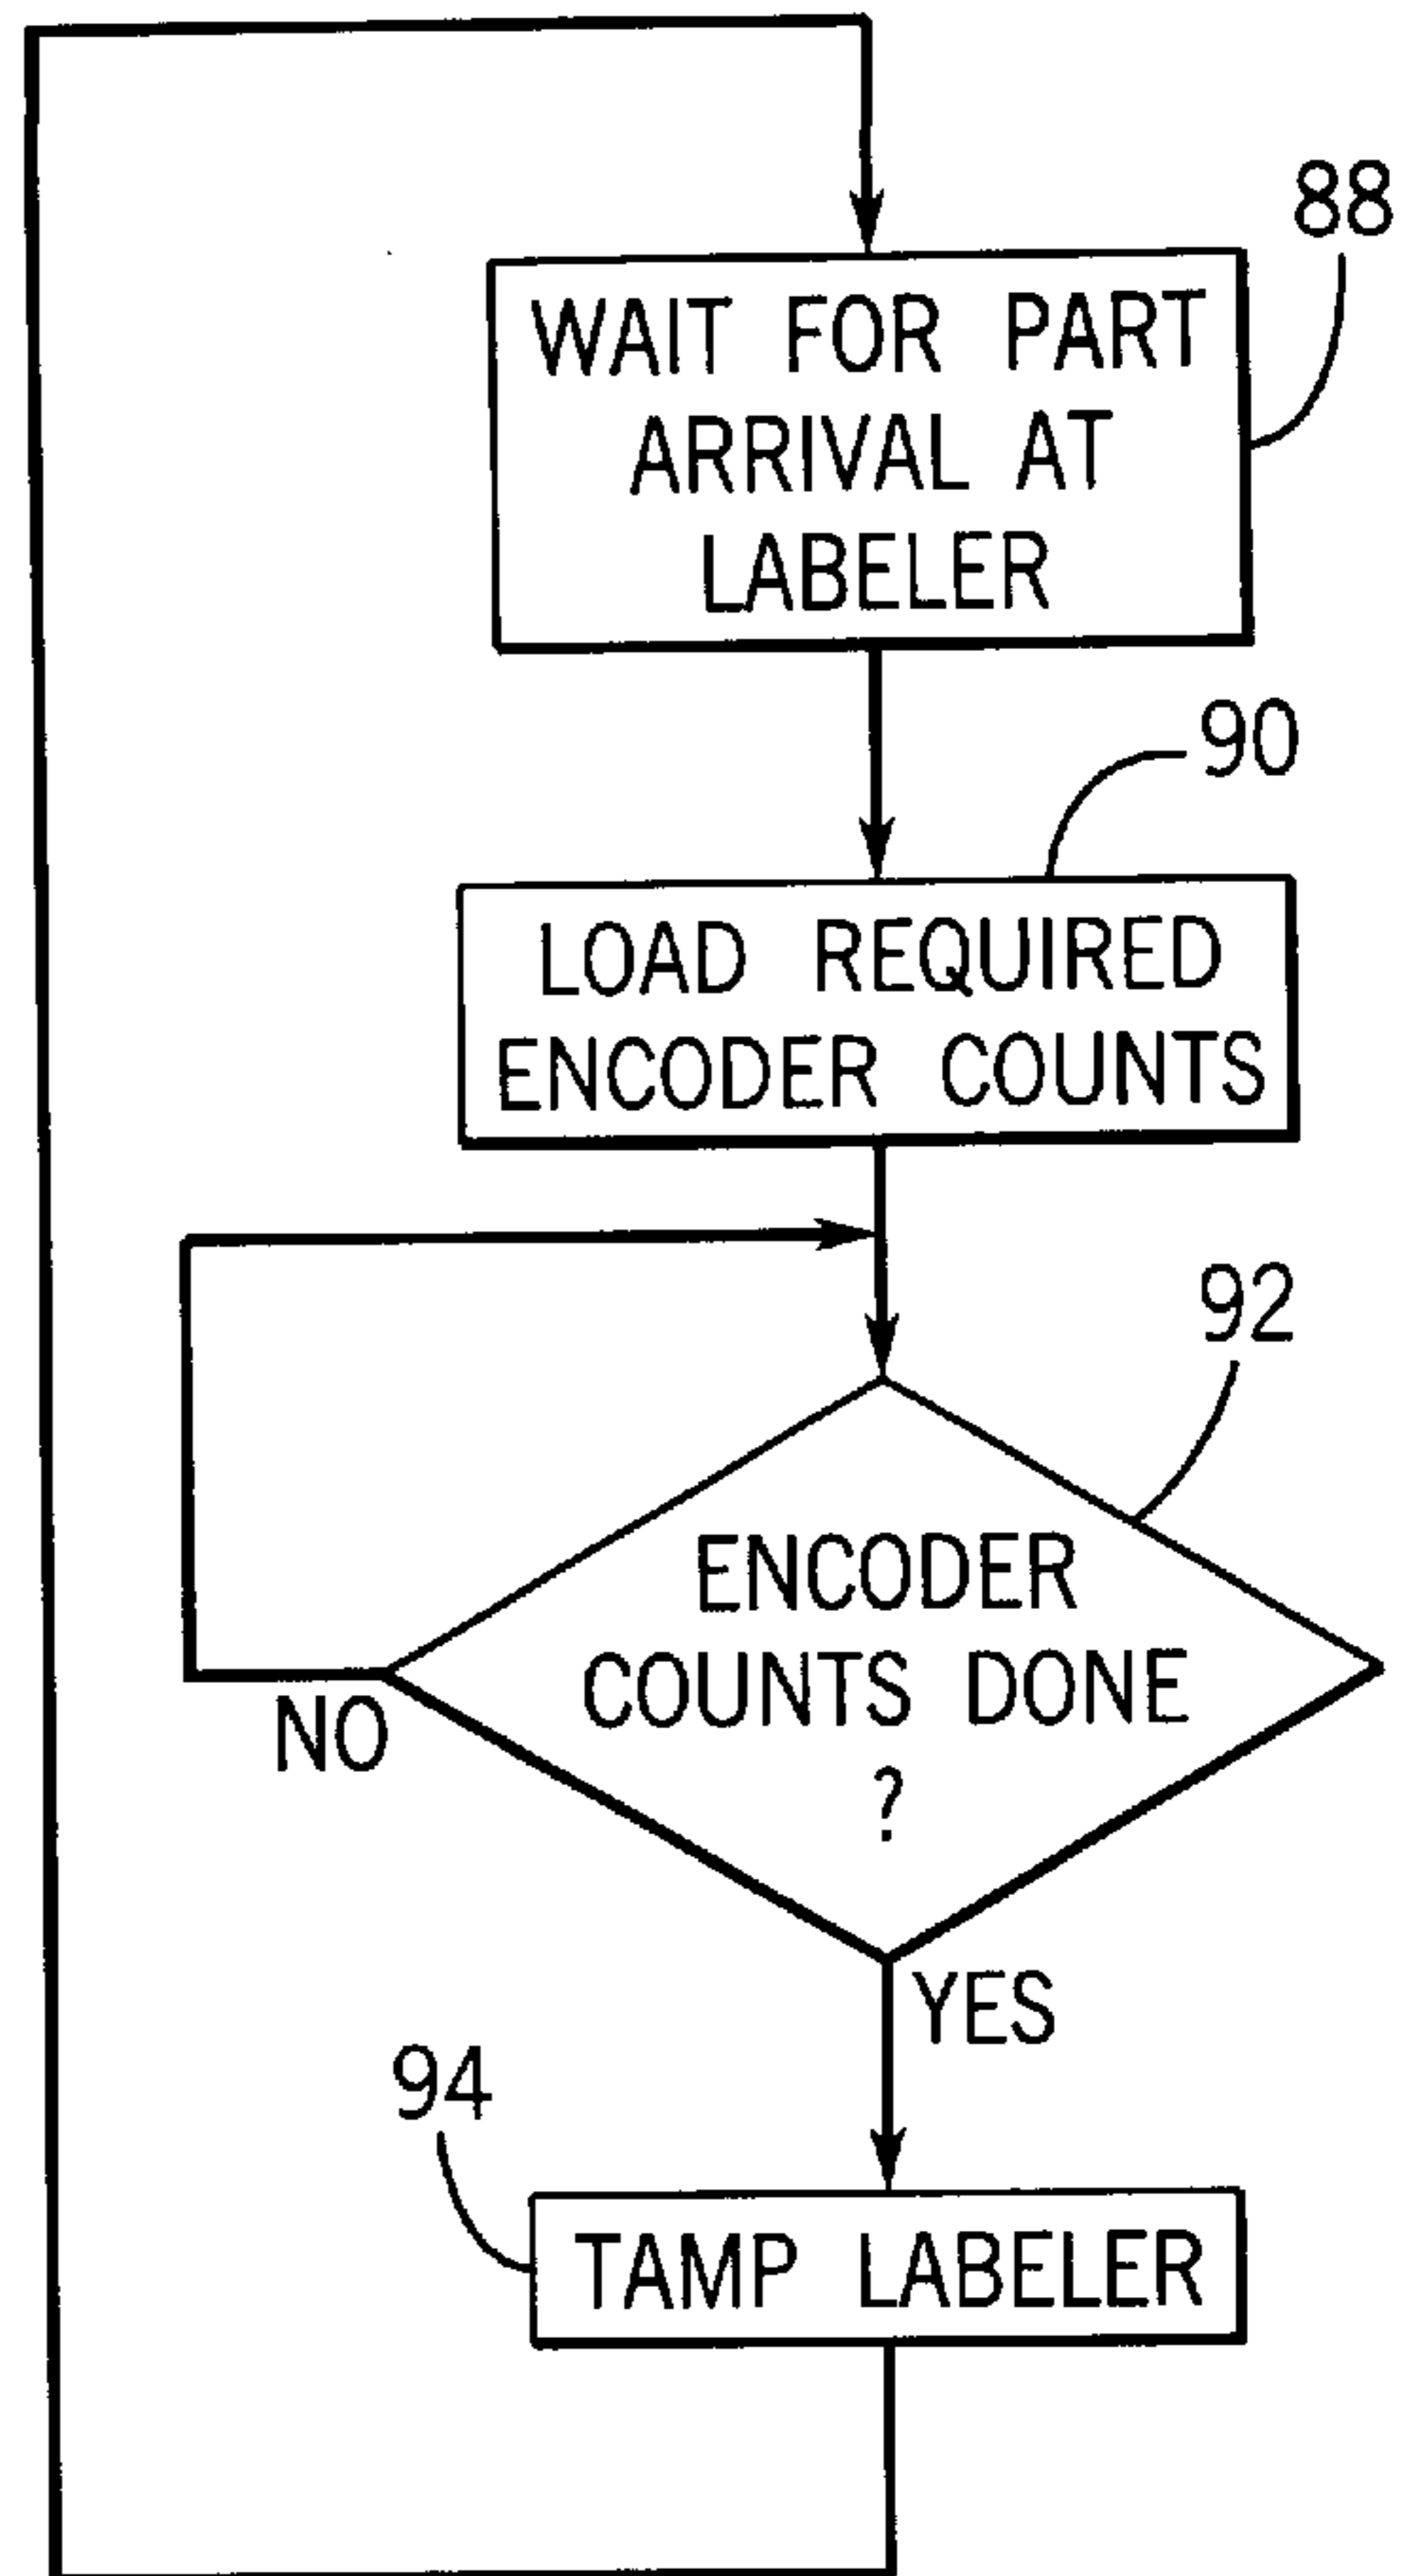 88
WAIT FOR PART
ARRIVAL AT
LABELER
90
LOAD REQUIRED
ENCODER COUNTS
92
ENCODER
COUNTS DONE
?
NO
YES
94
TAMP LABELER